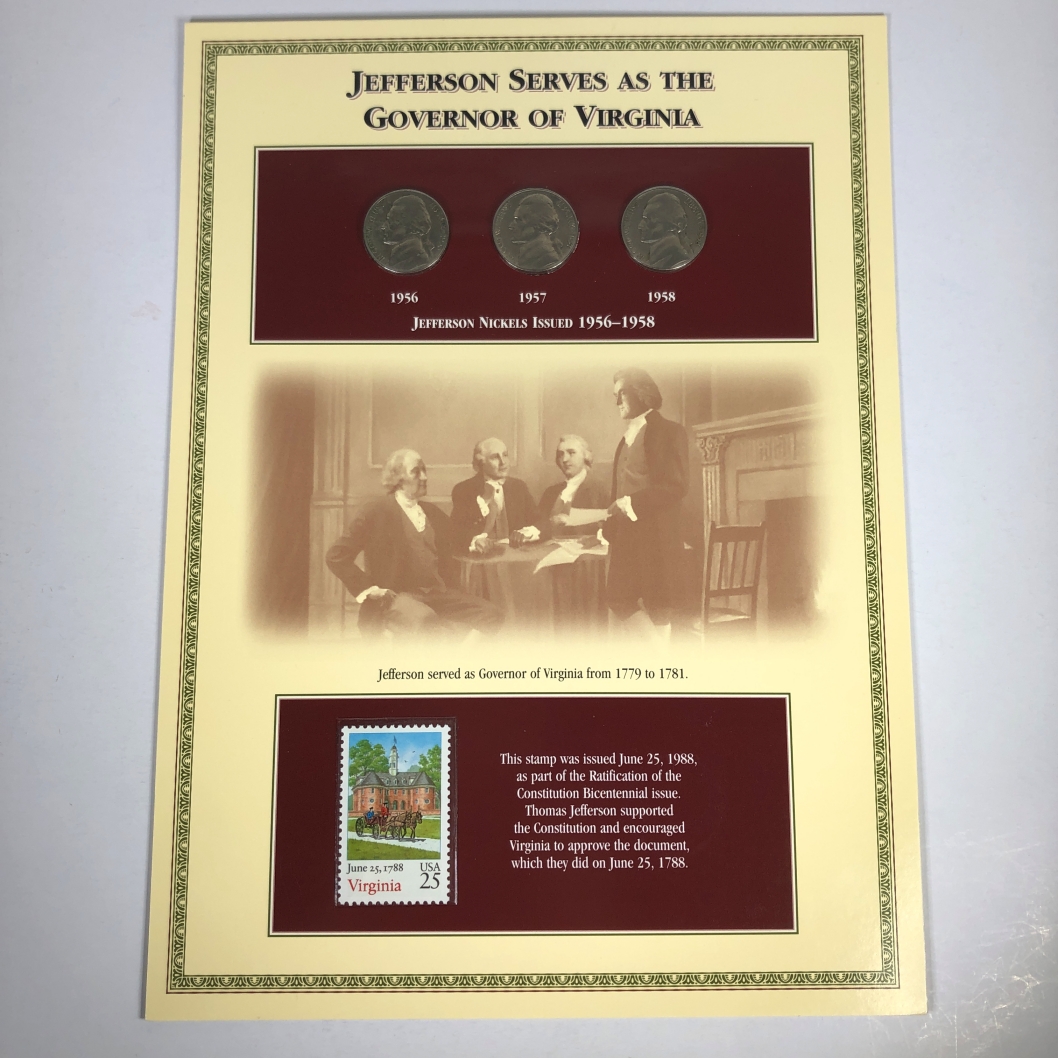 JEFFERSON SERVES AS THE
GOVERNOR OF VIRGINIA
1956 1957 1958
JEFFERSON NICKELS ISSUED 1956–1958
Jefferson served as Governor of Virginia from 1779 to 1781.
June 25, 1788
USA
Virginia
25
This stamp was issued June 25, 1988,
as part of the Ratification of the
Constitution Bicentennial issue.
Thomas Jefferson supported
the Constitution and encouraged
Virginia to approve the document,
which they did on June 25, 1788.